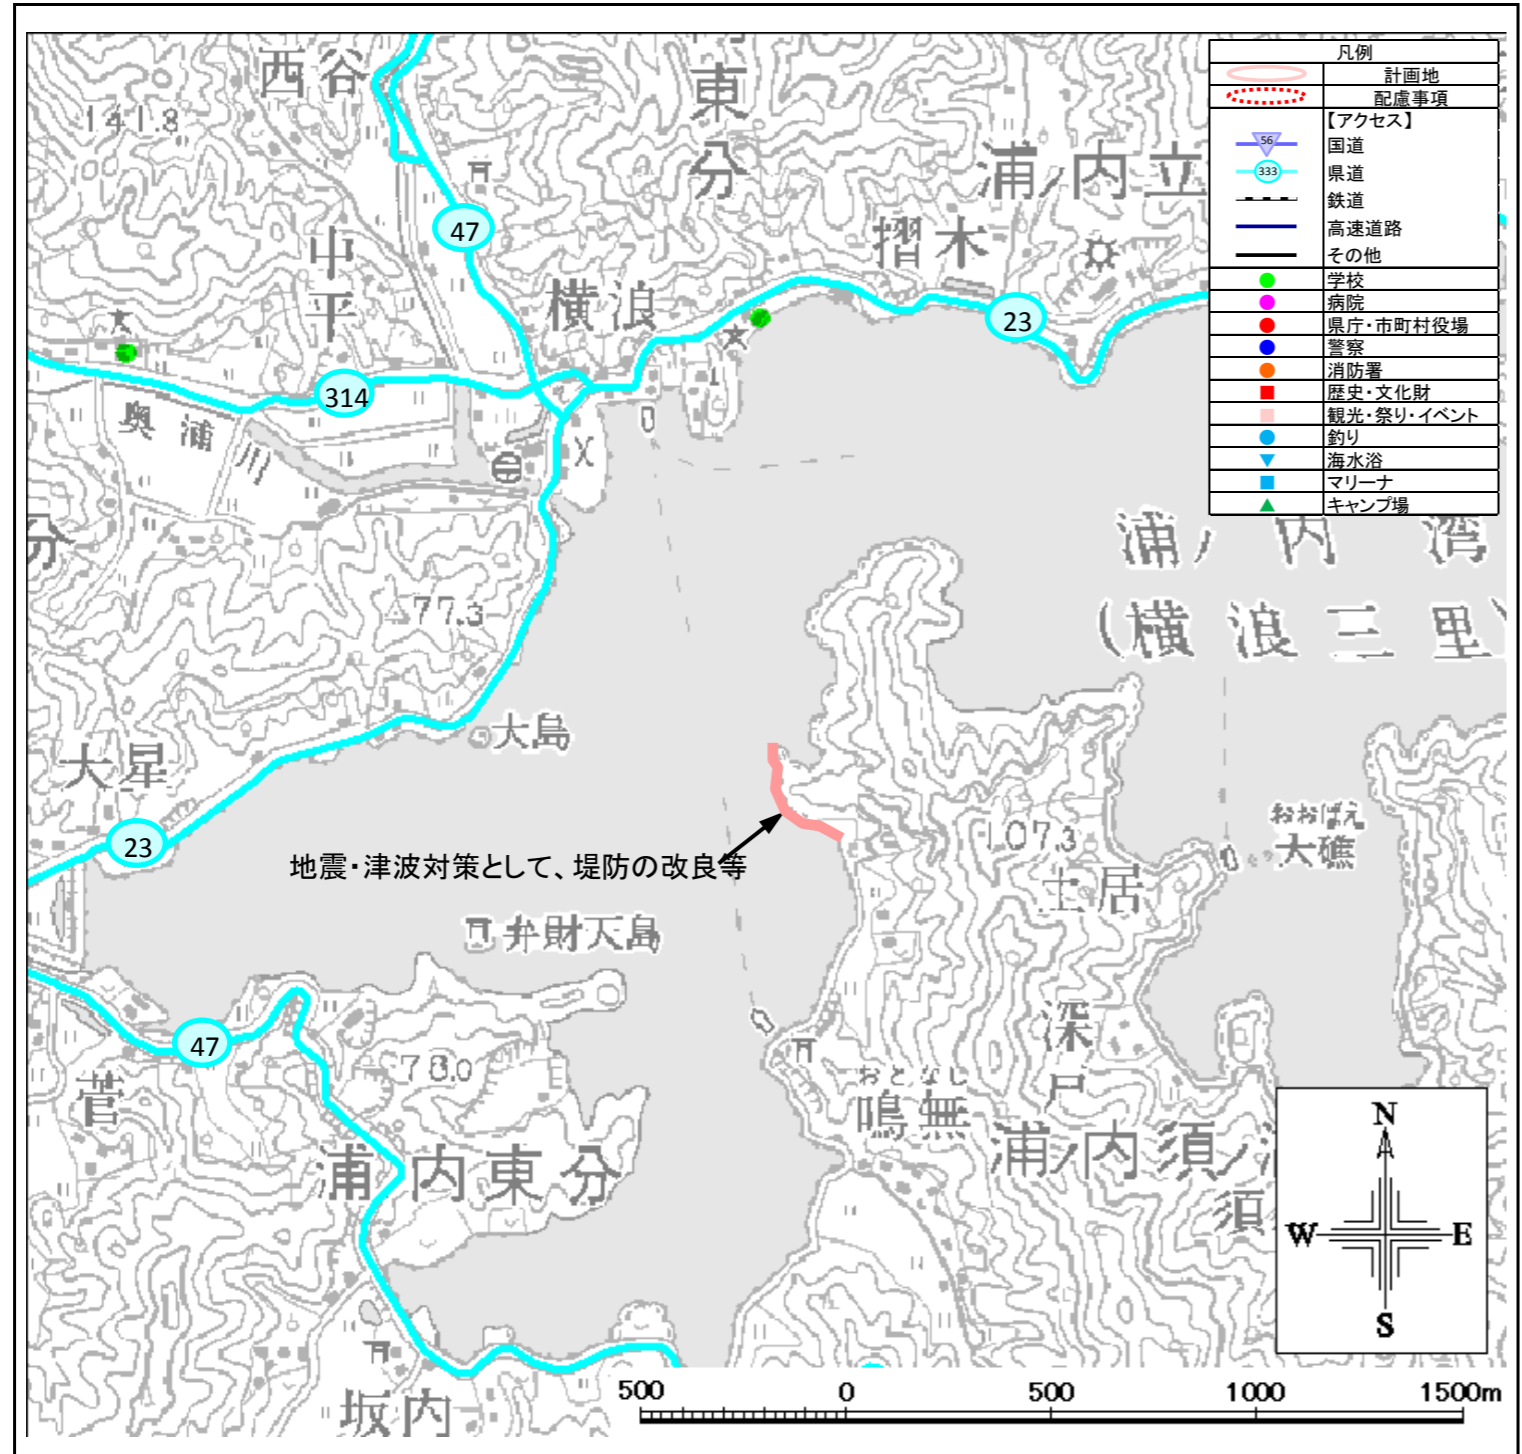 凡例
計画地
配慮事項
【アクセス】
56
国道
333
県道
鉄道
高速道路
その他
学校
病院
県庁・市町村役場
警察
消防署
歴史・文化財
観光・祭り・イベント
釣り
海水浴
マリーナ
キャンプ場
西谷
141.8
東分
浦ノ内立
摺木
47
中平
横浪
23
314
奥浦川
分
77.3
浦ノ内湾
(横浪三里)
大島
大星
23
地震・津波対策として、堤防の改良等
107.3
土居
おおばえ
大礁
弁財天島
47
78.0
菅
深戸
おとなし
鳴無
浦ノ内東分
浦ノ内須ノ
須
坂内
N
W
E
S
500
0
500
1000
1500m